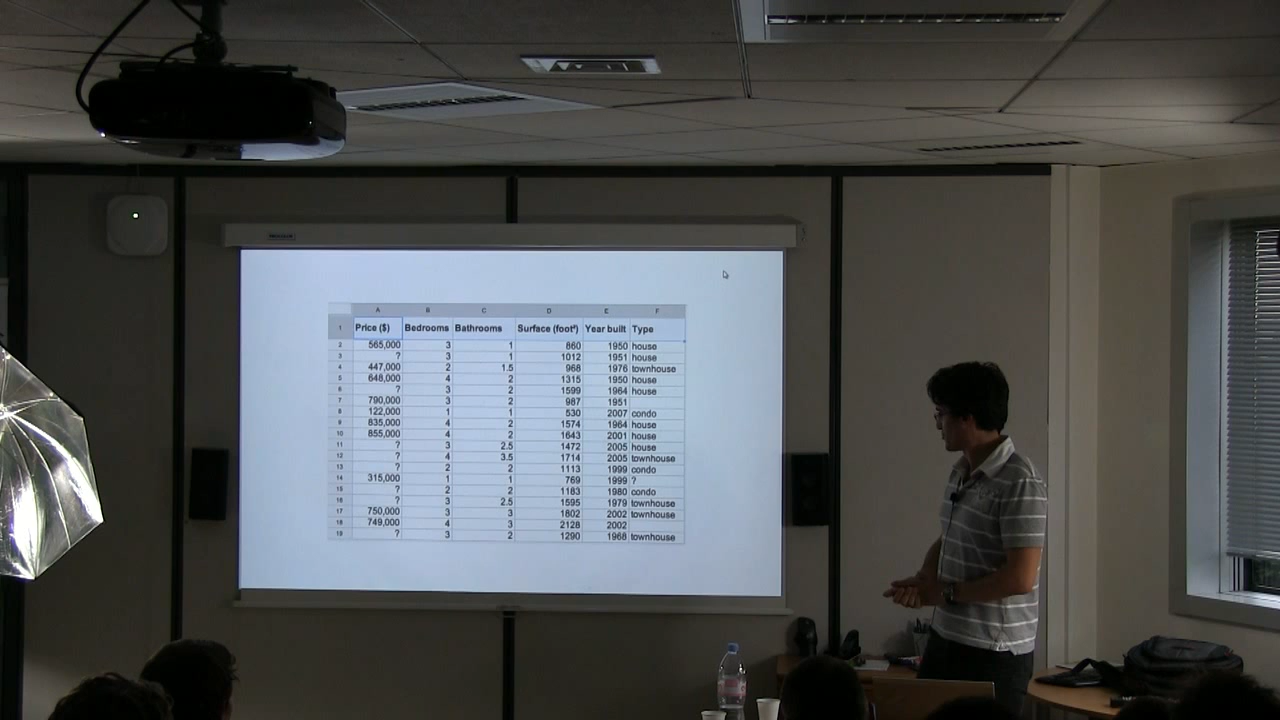 A B C D E F
1 Price ($) Bedrooms Bathrooms Surface (foot²) Year built Type
2 565,000 3 1 860 1950 house
3 ? 3 1 1012 1951 house
4 447,000 2 1.5 968 1976 townhouse
5 648,000 4 2 1315 1950 house
6 ? 3 2 1599 1964 house
7 790,000 3 2 987 1951
8 122,000 1 1 530 2007 condo
9 835,000 4 2 1574 1964 house
10 855,000 4 2 1643 2001 house
11 ? 3 2.5 1472 2005 house
12 ? 4 3.5 1714 2005 townhouse
13 ? 2 2 1113 1999 condo
14 315,000 1 1 769 1999 ?
15 ? 2 2 1183 1980 condo
16 ? 3 2.5 1595 1979 townhouse
17 750,000 3 3 1802 2002 townhouse
18 749,000 4 3 2128 2002
19 ? 3 2 1290 1968 townhouse